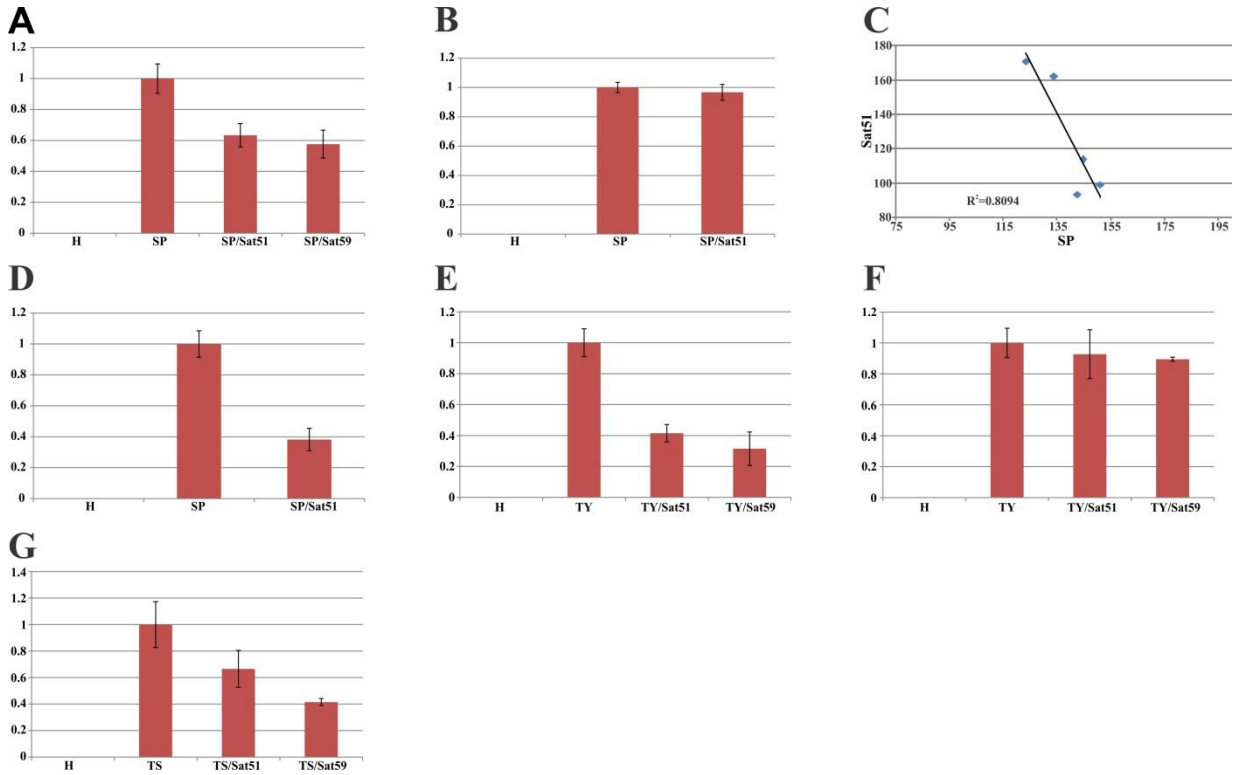 A
1.2
1
0.8
0.6
0.4
0.2
0
H SP SP/Sat51 SP/Sat59
B
1.2
1
0.8
0.6
0.4
0.2
0
H SP SP/Sat51
C
180
160
140
120
100
80
Sat51
R²=0.8094
75 95 115 135 155 175 195
SP
D
1.2
1
0.8
0.6
0.4
0.2
0
H SP SP/Sat51
E
1.2
1
0.8
0.6
0.4
0.2
0
H TY TY/Sat51 TY/Sat59
F
1.2
1
0.8
0.6
0.4
0.2
0
H TY TY/Sat51 TY/Sat59
G
1.4
1.2
1
0.8
0.6
0.4
0.2
0
H TS TS/Sat51 TS/Sat59